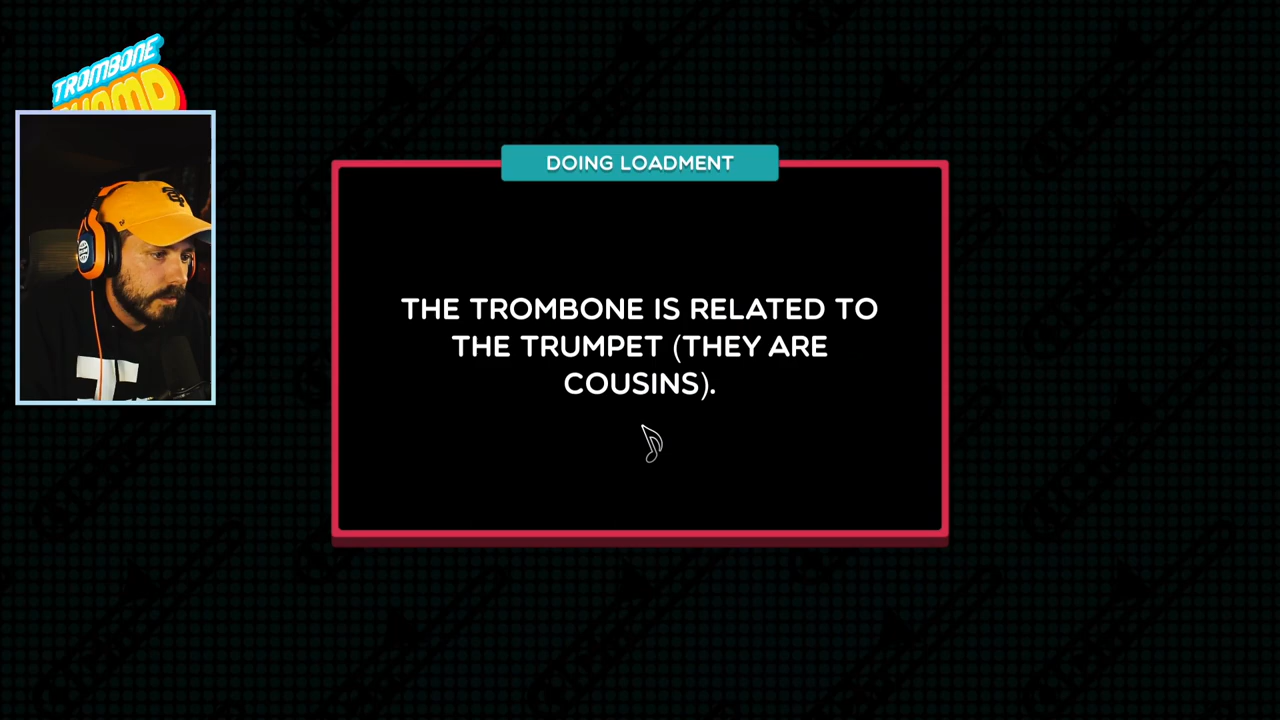 TROMBONE
DOING LOADMENT
THE TROMBONE IS RELATED TO
THE TRUMPET (THEY ARE
COUSINS).